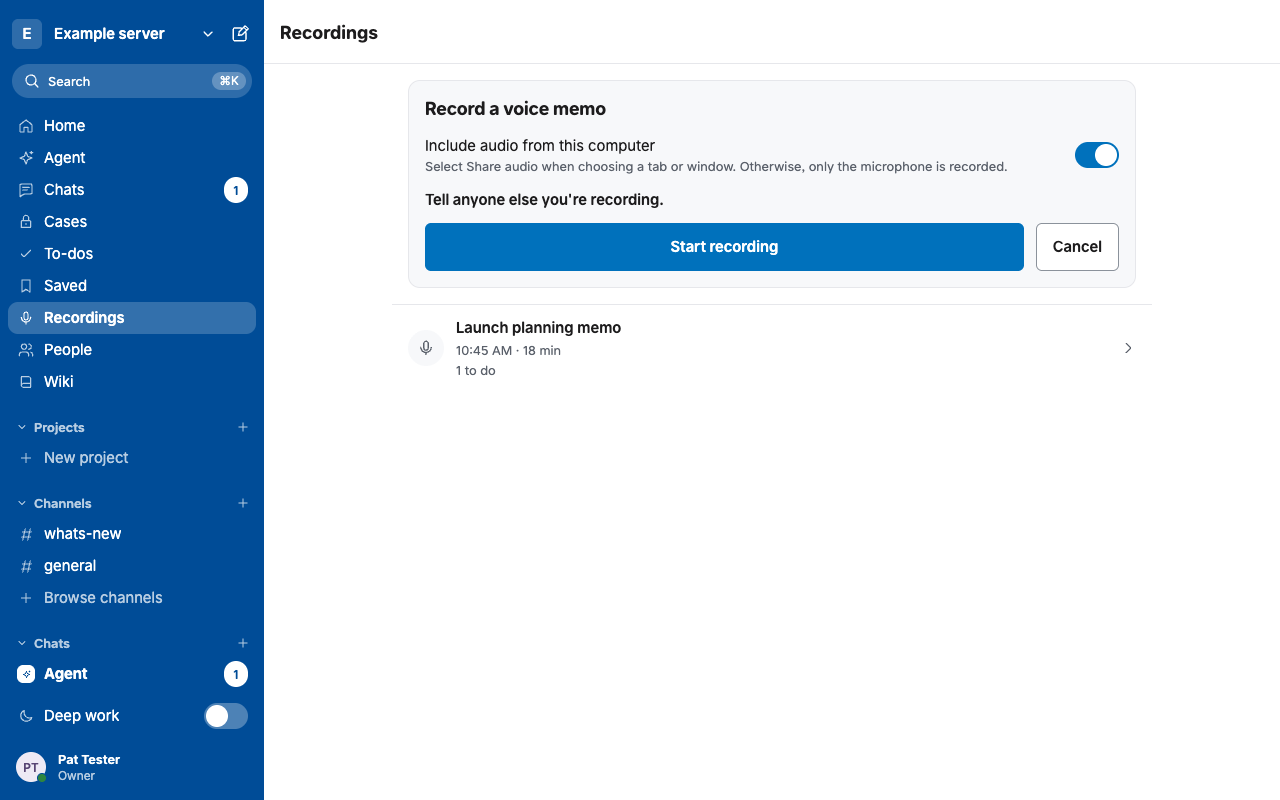 E Example server
Search ⌘K
Home
Agent
Chats 1
Cases
To-dos
Saved
Recordings
People
Wiki
Projects
New project
Channels
# whats-new
# general
Browse channels
Chats
Agent 1
Deep work
PT Pat Tester
Owner
Recordings
Record a voice memo
Include audio from this computer
Select Share audio when choosing a tab or window. Otherwise, only the microphone is recorded.
Tell anyone else you're recording.
Start recording Cancel
Launch planning memo
10:45 AM · 18 min
1 to do